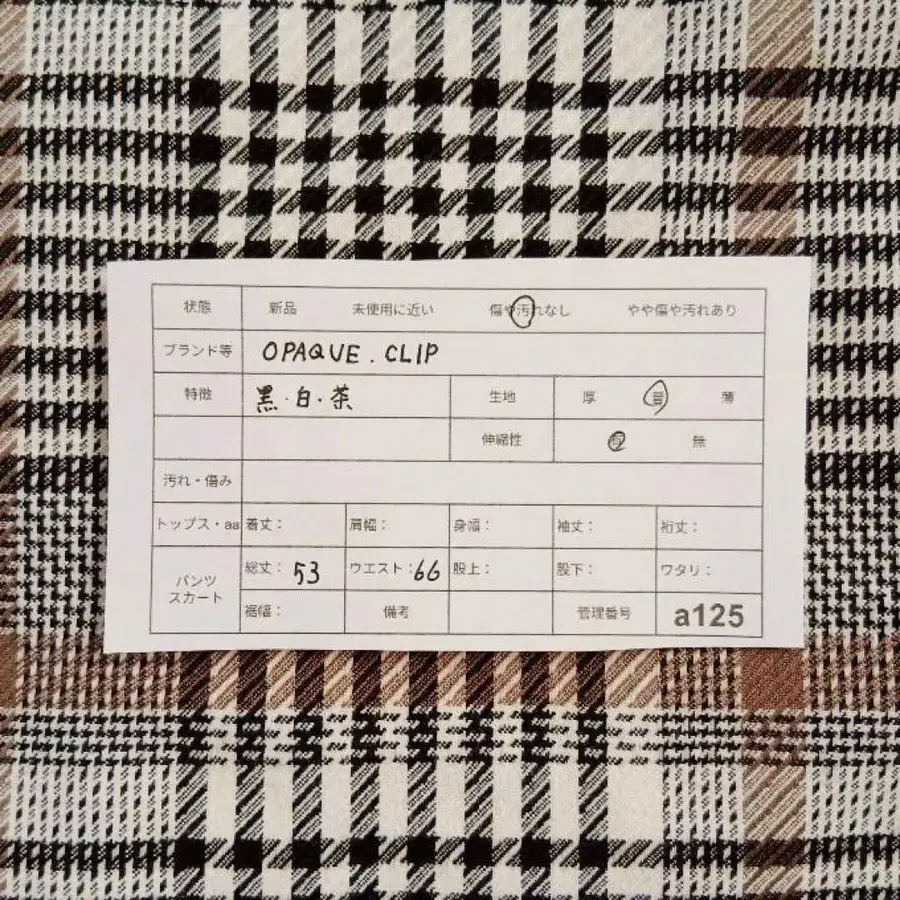 状態 新品 未使用に近い 傷や汚れなし やや傷や汚れあり
ブランド等 OPAQUE.CLIP
特徴 黒・白・茶 生地 厚 普 薄
伸縮性 有 無
汚れ・傷み
トップス・aa 着丈： 肩幅： 身幅： 袖丈： 裄丈：
パンツ スカート 総丈：53 ウエスト：66 股上： 股下： ワタリ：
裾幅： 備考 管理番号 a125